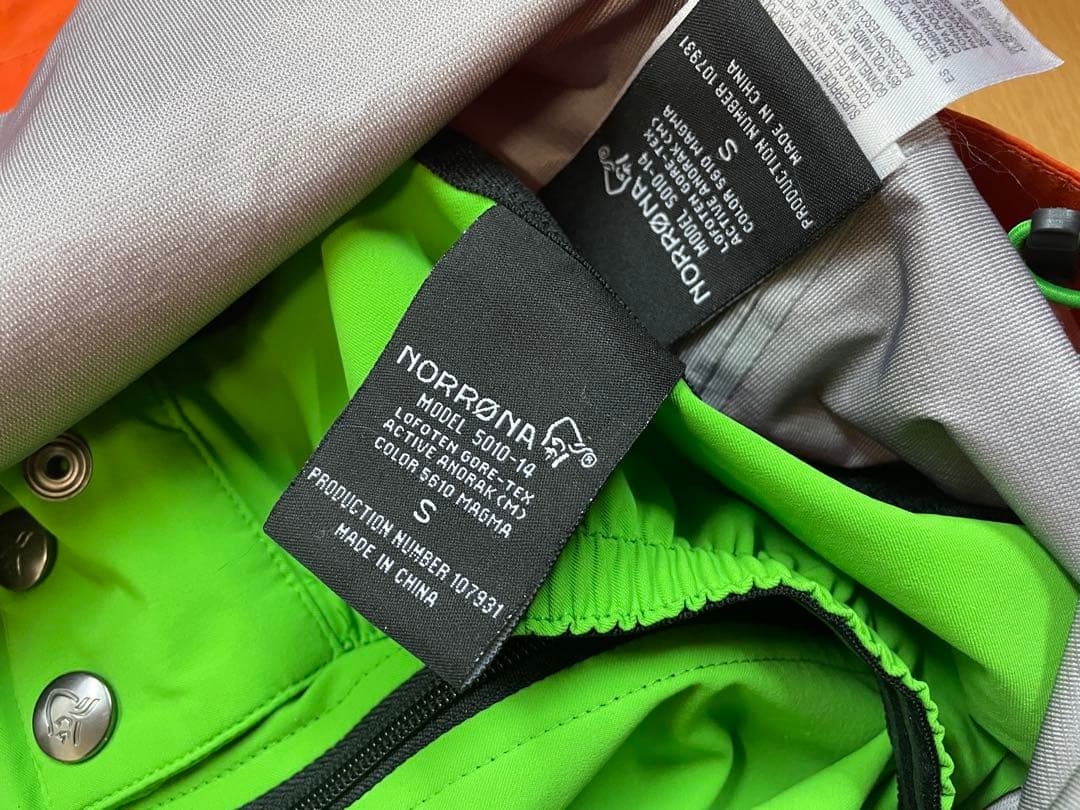 NORRØNA®
MODEL 5010-14
LOFOTEN GORE-TEX
ACTIVE ANORAK(M)
COLOR 5610 MAGMA
S
PRODUCTION NUMBER 107931
MADE IN CHINA
NORRØNA®
MODEL 5010-14
LOFOTEN GORE-TEX
ACTIVE ANORAK(M)
COLOR 5610 MAGMA
S
PRODUCTION NUMBER 107931
MADE IN CHINA
ES